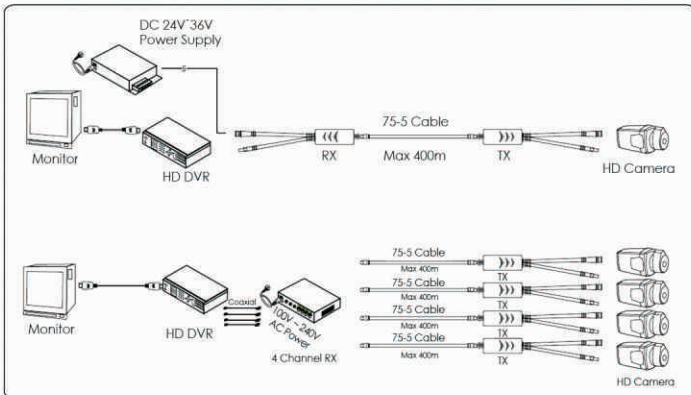 DC 24V~36V
Power Supply
75-5 Cable
RX
Max 400m
TX
Monitor
HD DVR
HD Camera
75-5 Cable
Max 400m
TX
75-5 Cable
Max 400m
TX
75-5 Cable
Max 400m
TX
75-5 Cable
Max 400m
TX
Coaxial
100V~240V
AC Power
Monitor
HD DVR
4 Channel RX
HD Camera